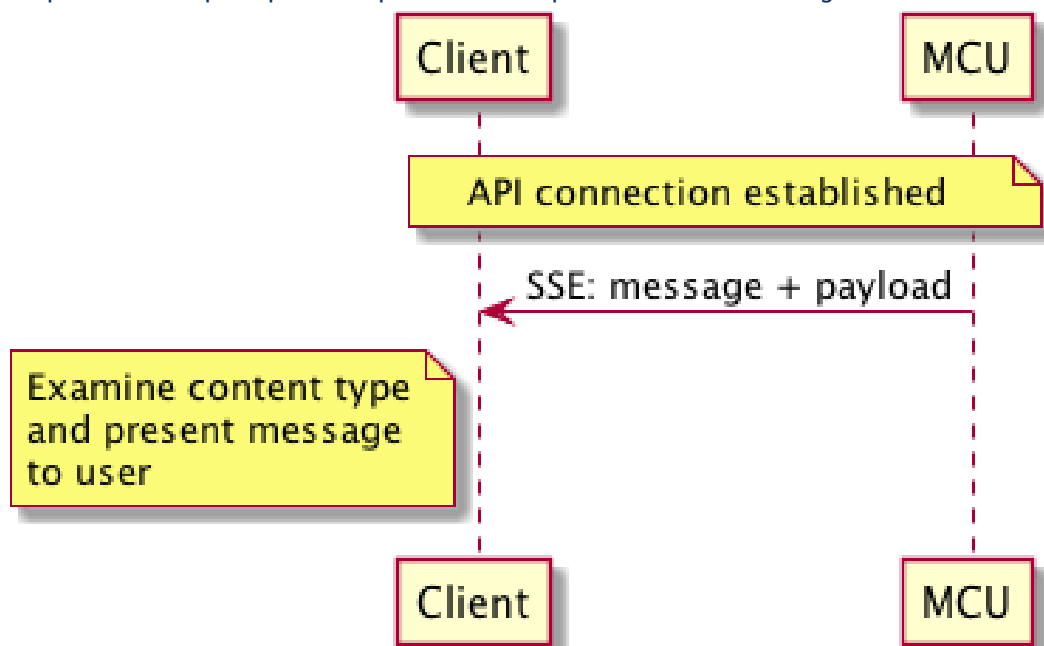 Client MCU
API connection established
SSE: message + payload
Examine content type
and present message
to user
Client MCU